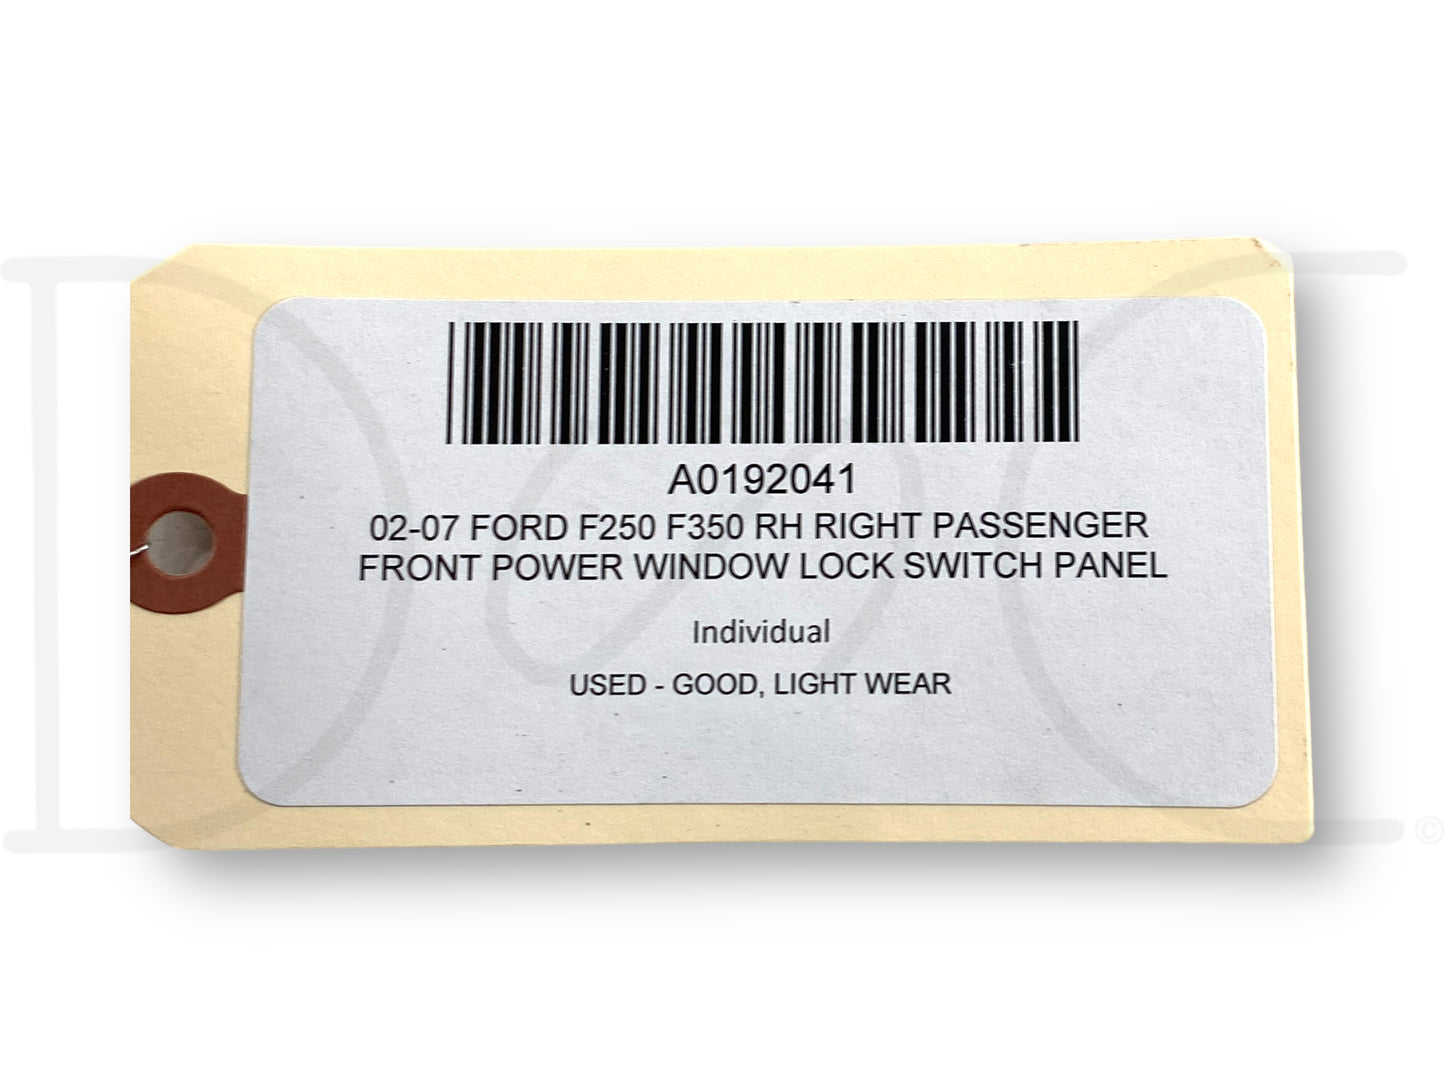 A0192041
02-07 FORD F250 F350 RH RIGHT PASSENGER
FRONT POWER WINDOW LOCK SWITCH PANEL
Individual
USED - GOOD, LIGHT WEAR
©